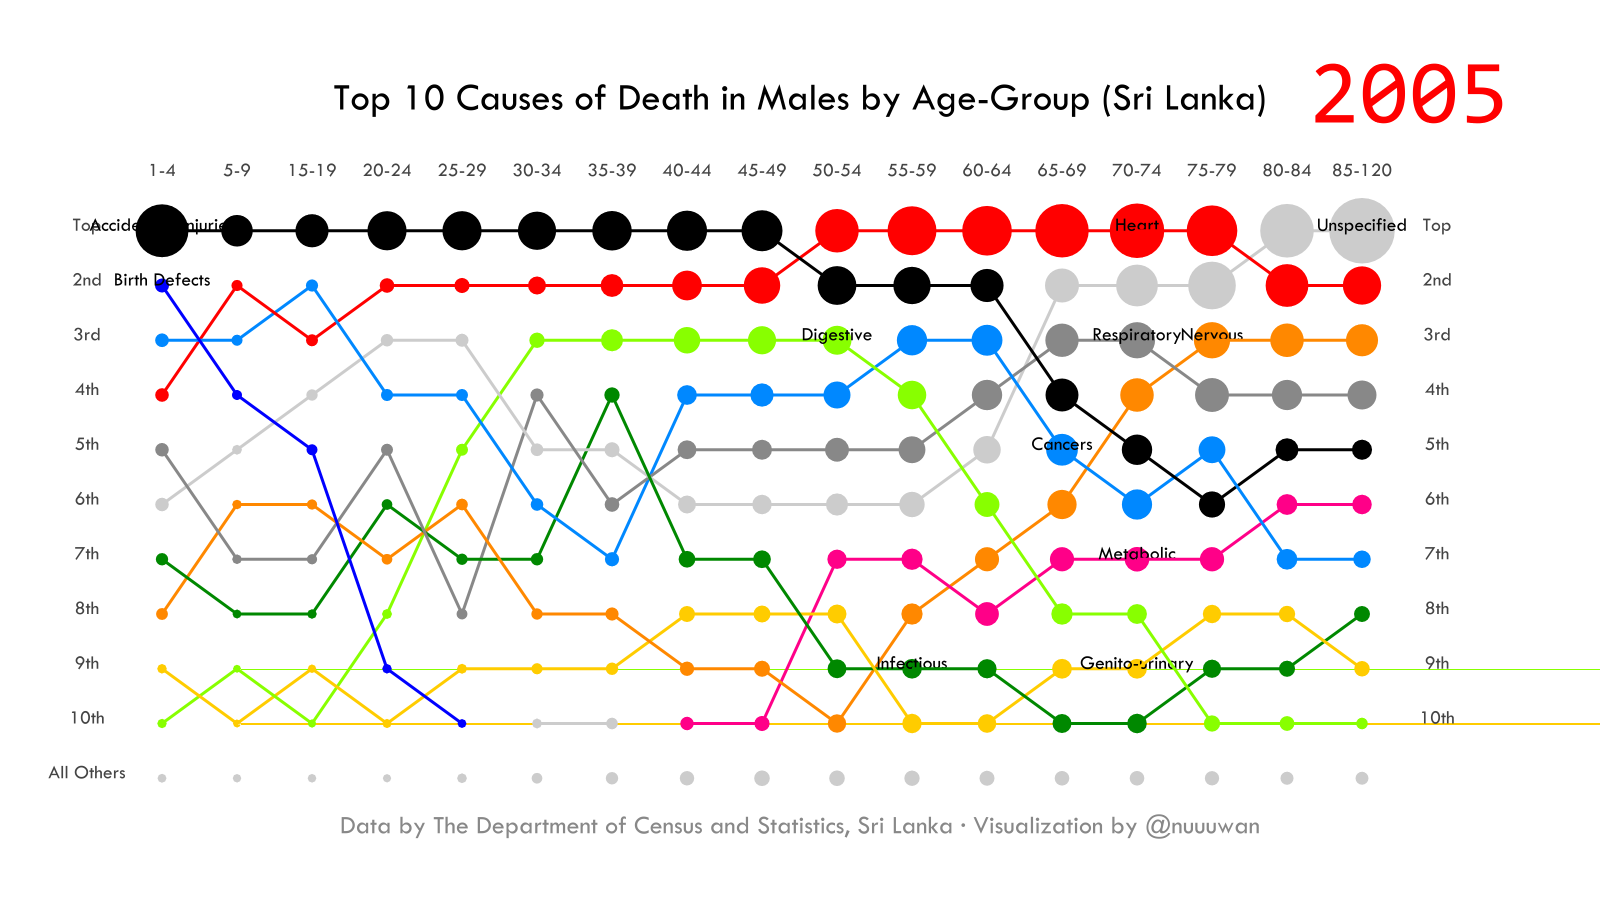 Top 10 Causes of Death in Males by Age-Group (Sri Lanka) 2005
1-4 5-9 15-19 20-24 25-29 30-34 35-39 40-44 45-49 50-54 55-59 60-64 65-69 70-74 75-79 80-84 85-120
Top Heart Unspecified Top
2nd Birth Defects 2nd
3rd Digestive Respiratory Nervous 3rd
4th 4th
5th Cancers 5th
6th 6th
7th Metabolic 7th
8th 8th
9th Infectious Genito-urinary 9th
10th 10th
All Others
Data by The Department of Census and Statistics, Sri Lanka · Visualization by @nuuuwan